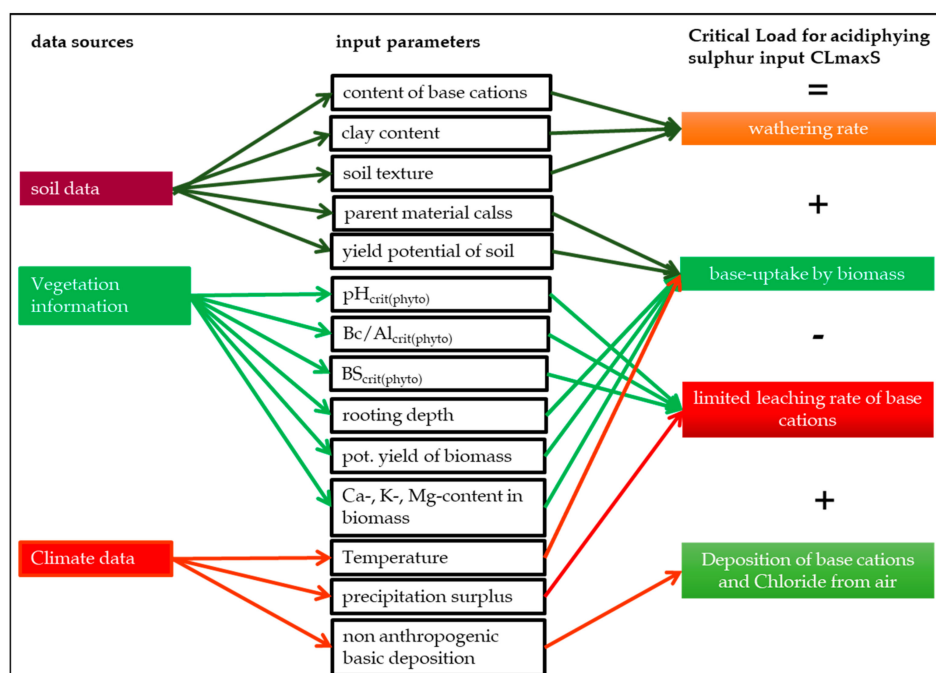 data sources
input parameters
Critical Load for acidiphying
sulphur input CLmaxS
=
content of base cations
wathering rate
clay content
soil texture
soil data
+
parent material calss
yield potential of soil
Vegetation
information
base-uptake by biomass
pHcrit(phyto)
Bc/Alcrit(phyto)
-
BScrit(phyto)
limited leaching rate of base
cations
rooting depth
pot. yield of biomass
Ca-, K-, Mg-content in
biomass
+
Climate data
Temperature
Deposition of base cations
and Chloride from air
precipitation surplus
non anthropogenic
basic deposition